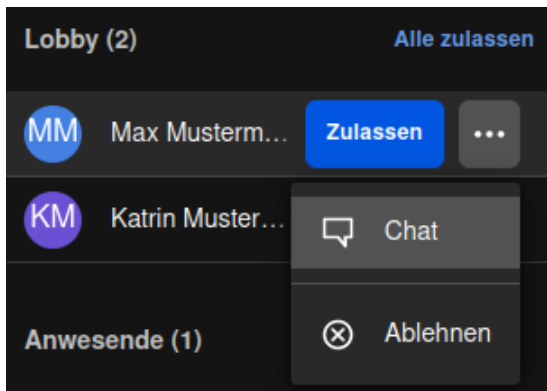 Lobby (2) Alle zulassen
MM Max Musterm... Zulassen ...
KM Katrin Muster...
Chat
Anwesende (1)
Ablehnen